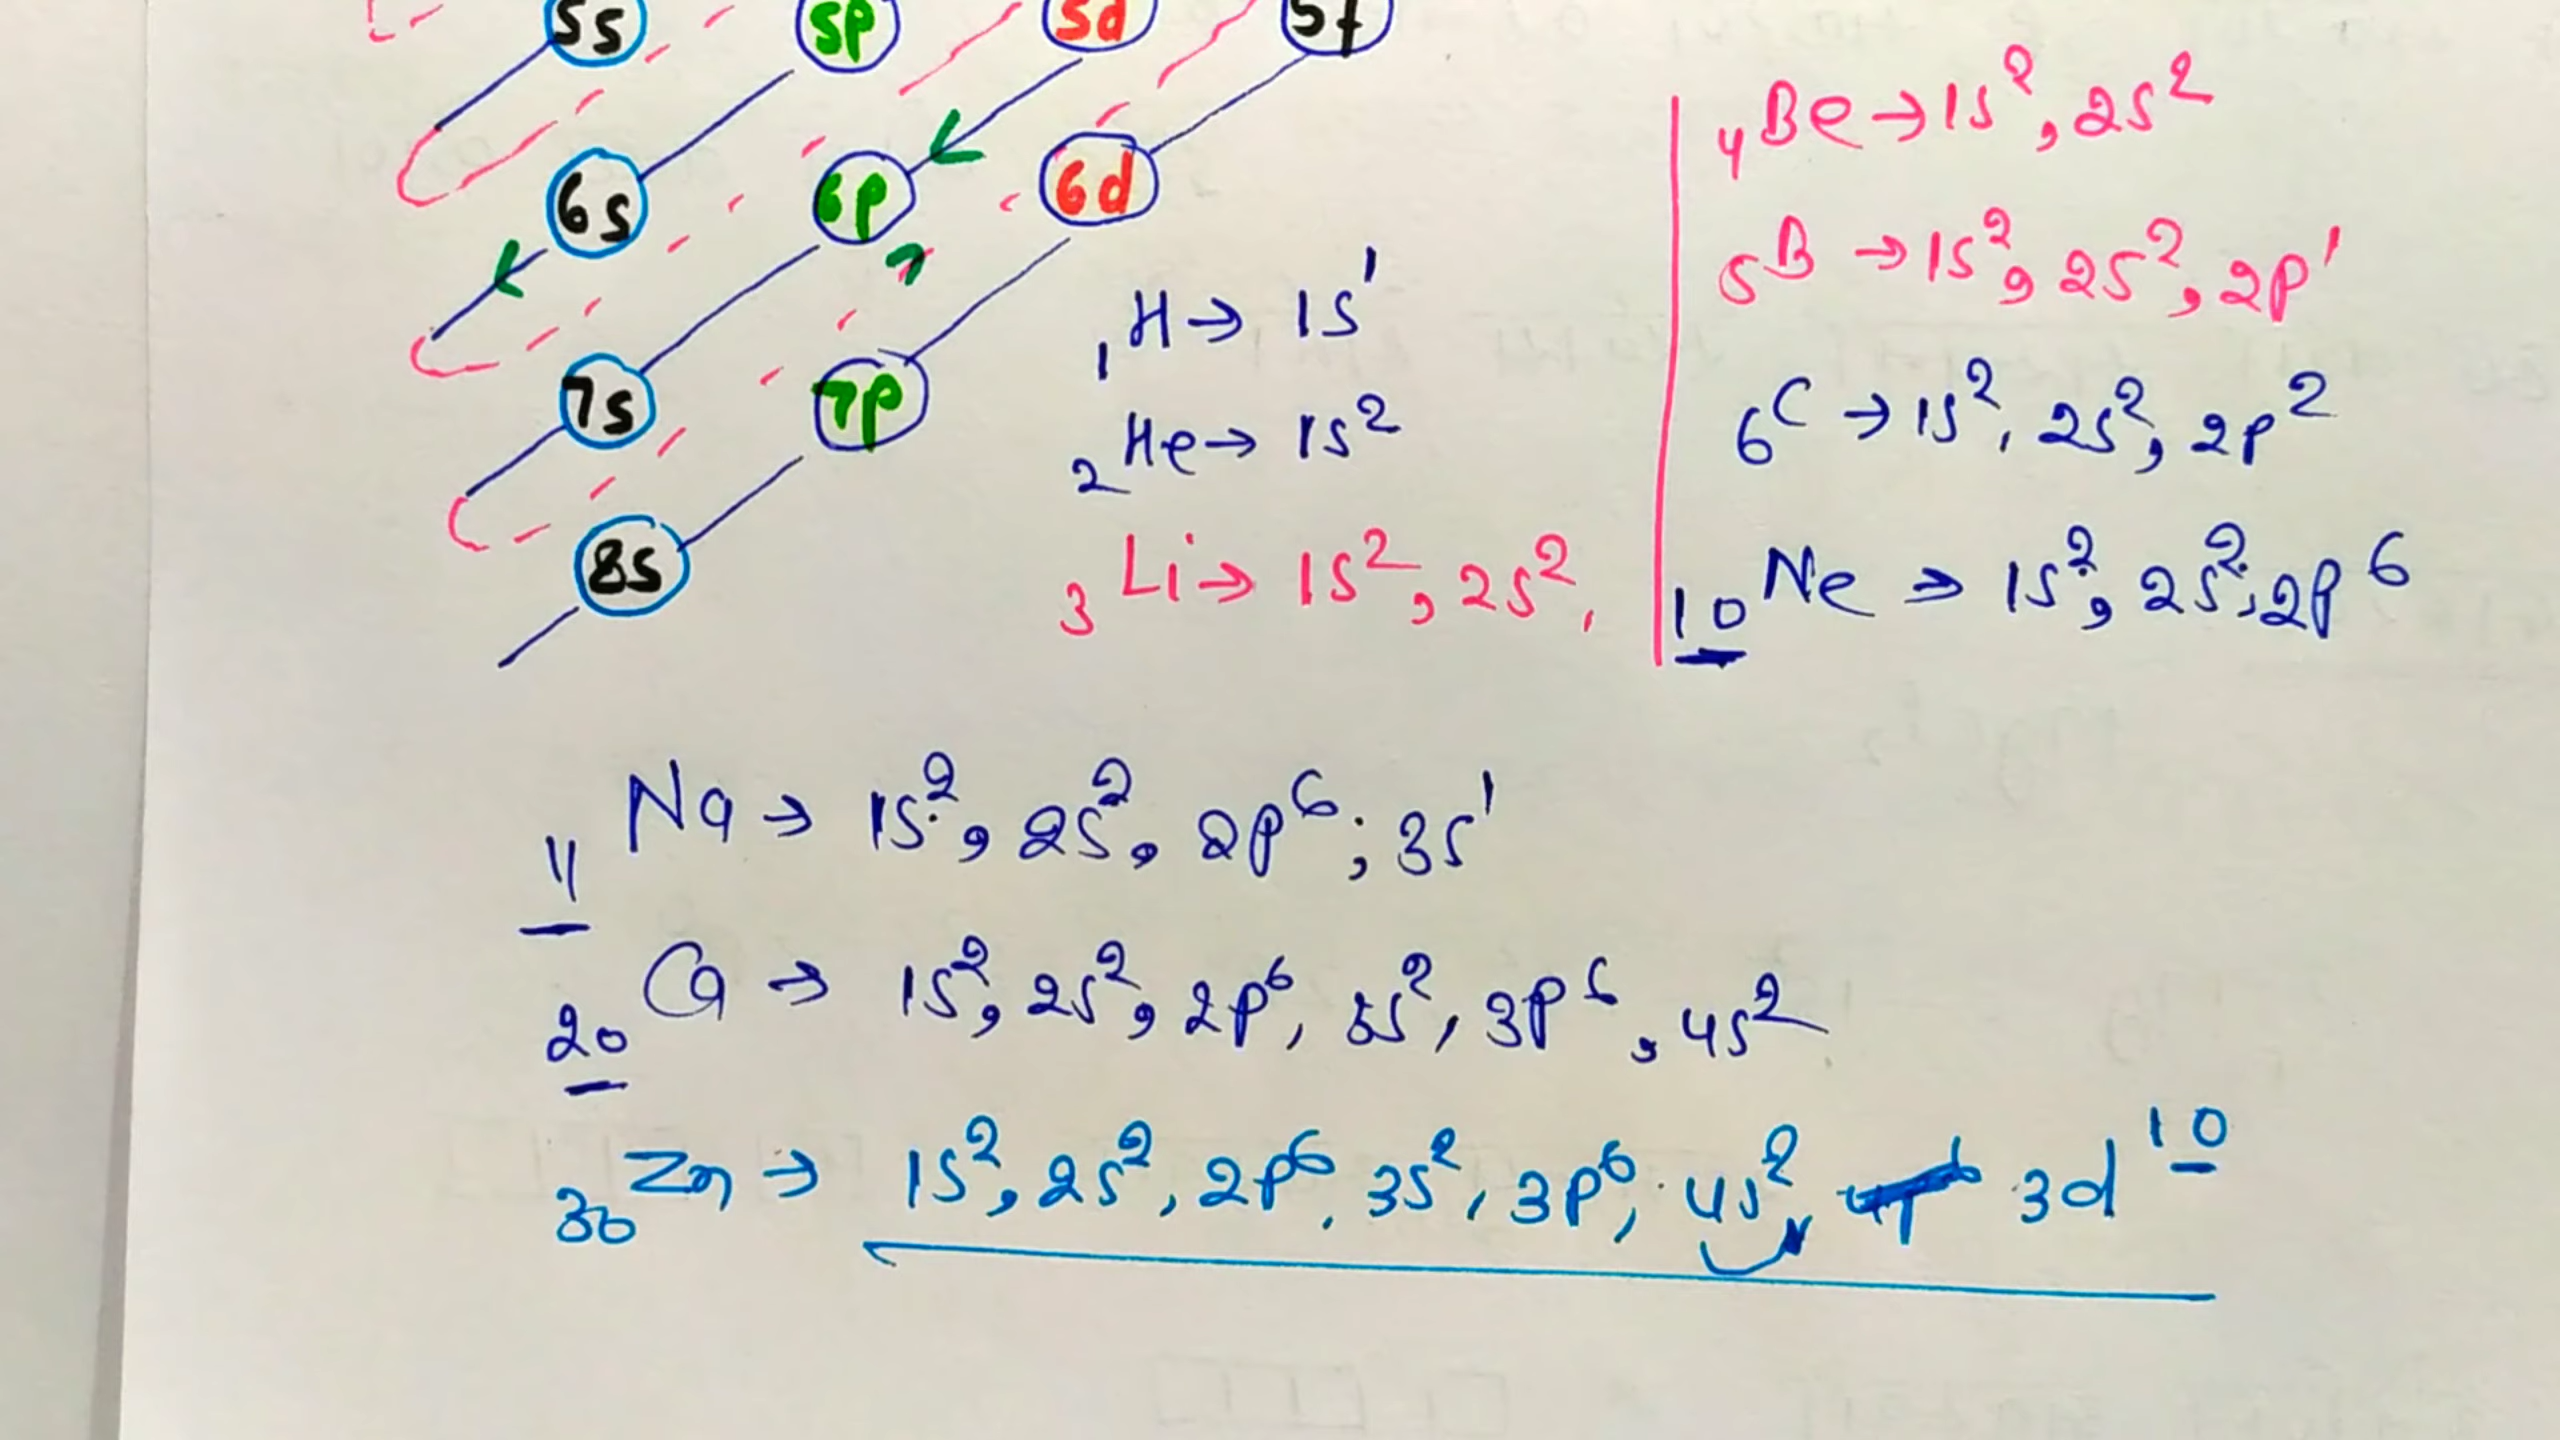 5s 5p 5d 5f
6s 6p 6d
7s 7p
8s
₁H → 1s¹
₂He → 1s²
₃Li → 1s², 2s²,
₄Be → 1s², 2s²
₅B → 1s², 2s², 2p¹
₆C → 1s², 2s², 2p²
₁₀Ne → 1s², 2s², 2p⁶
₁₁Na → 1s², 2s², 2p⁶; 3s¹
₂₀Ca → 1s², 2s², 2p⁶, 3s², 3p⁶, 4s²
₃₀Zn → 1s², 2s², 2p⁶, 3s², 3p⁶, 4s², 3d¹⁰